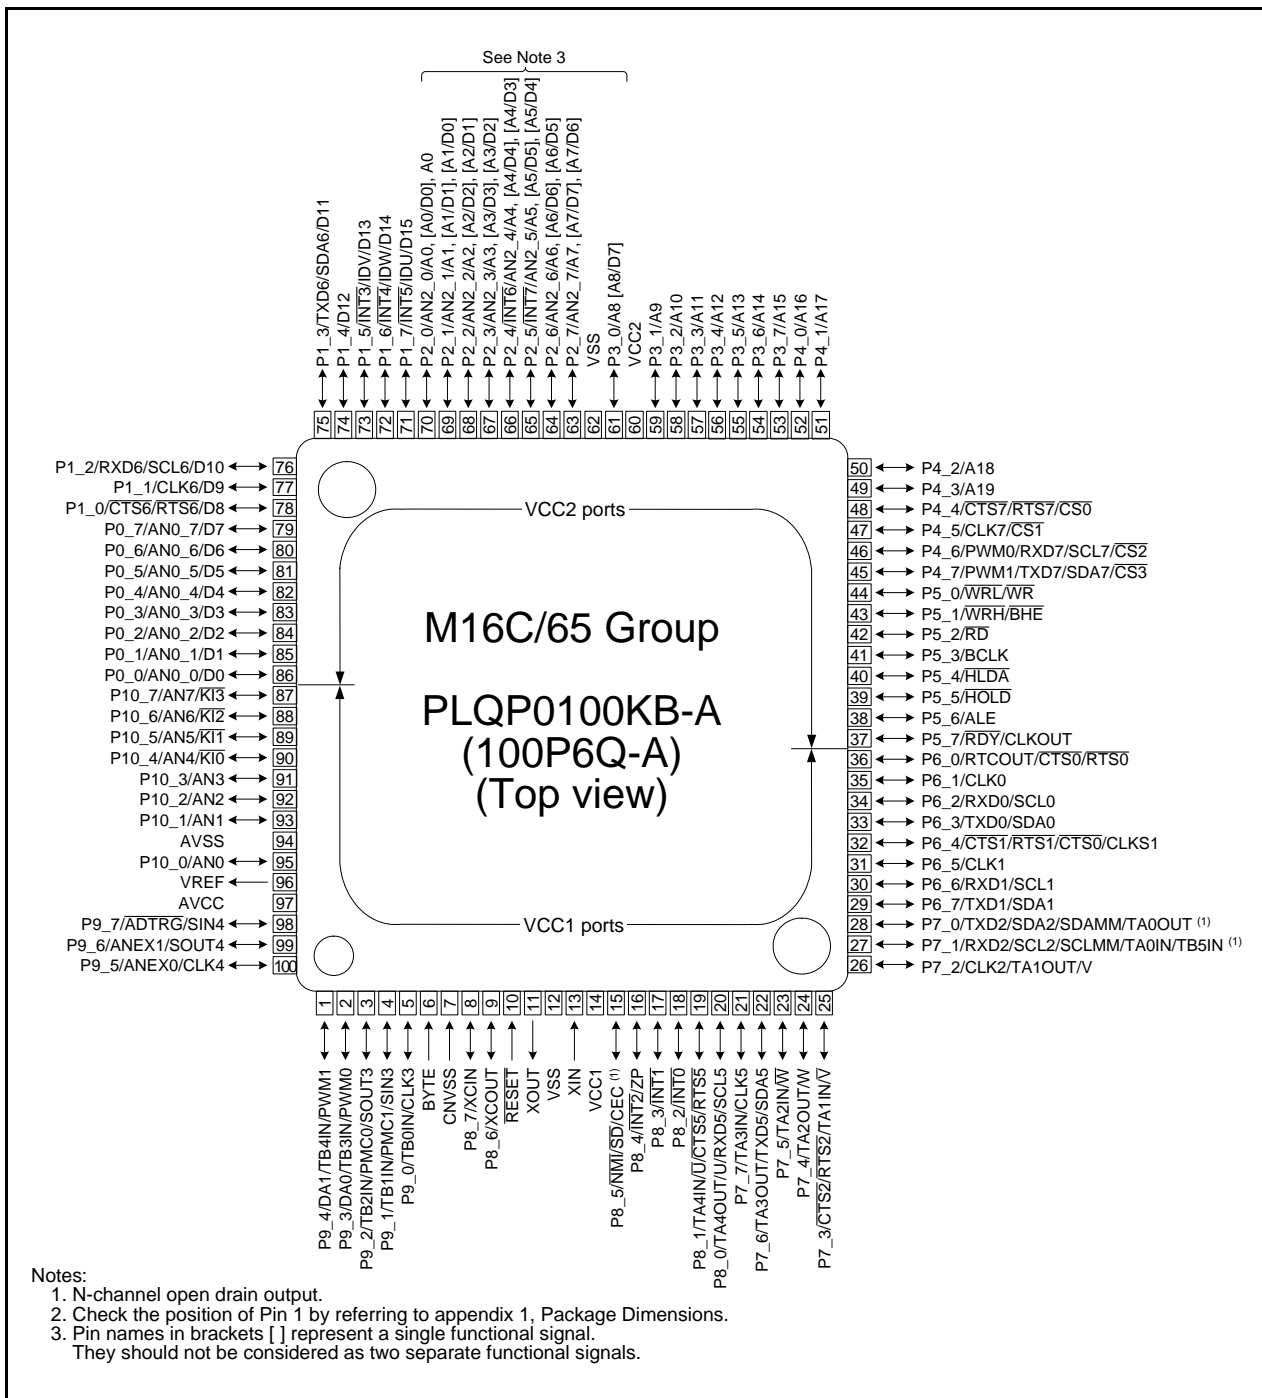 See Note 3
P1_3/TXD6/SDA6/D11
P1_4/D12
P1_5/INT3/IDV/D13
P1_6/INT4/IDW/D14
P1_7/INT5/IDU/D15
P2_0/AN2_0/A0, [A0/D0], A0
P2_1/AN2_1/A1, [A1/D1], [A1/D0]
P2_2/AN2_2/A2, [A2/D2], [A2/D1]
P2_3/AN2_3/A3, [A3/D3], [A3/D2]
P2_4/INT6/AN2_4/A4, [A4/D4], [A4/D3]
P2_5/INT7/AN2_5/A5, [A5/D5], [A5/D4]
P2_6/AN2_6/A6, [A6/D6], [A6/D5]
P2_7/AN2_7/A7, [A7/D7], [A7/D6]
VSS
P3_0/A8 [A8/D7]
VCC2
P3_1/A9
P3_2/A10
P3_3/A11
P3_4/A12
P3_5/A13
P3_6/A14
P3_7/A15
P4_0/A16
P4_1/A17
75 74 73 72 71 70 69 68 67 66 65 64 63 62 61 60 59 58 57 56 55 54 53 52 51
P1_2/RXD6/SCL6/D10 76
P1_1/CLK6/D9 77
P1_0/CTS6/RTS6/D8 78
P0_7/AN0_7/D7 79
P0_6/AN0_6/D6 80
P0_5/AN0_5/D5 81
P0_4/AN0_4/D4 82
P0_3/AN0_3/D3 83
P0_2/AN0_2/D2 84
P0_1/AN0_1/D1 85
P0_0/AN0_0/D0 86
P10_7/AN7/KI3 87
P10_6/AN6/KI2 88
P10_5/AN5/KI1 89
P10_4/AN4/KI0 90
P10_3/AN3 91
P10_2/AN2 92
P10_1/AN1 93
AVSS 94
P10_0/AN0 95
VREF 96
AVCC 97
P9_7/ADTRG/SIN4 98
P9_6/ANEX1/SOUT4 99
P9_5/ANEX0/CLK4 100
VCC2 ports
M16C/65 Group
PLQP0100KB-A
(100P6Q-A)
(Top view)
VCC1 ports
50 P4_2/A18
49 P4_3/A19
48 P4_4/CTS7/RTS7/CS0
47 P4_5/CLK7/CS1
46 P4_6/PWM0/RXD7/SCL7/CS2
45 P4_7/PWM1/TXD7/SDA7/CS3
44 P5_0/WRL/WR
43 P5_1/WRH/BHE
42 P5_2/RD
41 P5_3/BCLK
40 P5_4/HLDA
39 P5_5/HOLD
38 P5_6/ALE
37 P5_7/RDY/CLKOUT
36 P6_0/RTCOUT/CTS0/RTS0
35 P6_1/CLK0
34 P6_2/RXD0/SCL0
33 P6_3/TXD0/SDA0
32 P6_4/CTS1/RTS1/CTS0/CLKS1
31 P6_5/CLK1
30 P6_6/RXD1/SCL1
29 P6_7/TXD1/SDA1
28 P7_0/TXD2/SDA2/SDAMM/TA0OUT (1)
27 P7_1/RXD2/SCL2/SCLMM/TA0IN/TB5IN (1)
26 P7_2/CLK2/TA1OUT/V
1 2 3 4 5 6 7 8 9 10 11 12 13 14 15 16 17 18 19 20 21 22 23 24 25
P9_4/DA1/TB4IN/PWM1
P9_3/DA0/TB3IN/PWM0
P9_2/TB2IN/PMC0/SOUT3
P9_1/TB1IN/PMC1/SIN3
P9_0/TB0IN/CLK3
BYTE
CNVSS
P8_7/XCIN
P8_6/XCOUT
RESET
XOUT
VSS
XIN
VCC1
P8_5/NMI/SD/CEC (1)
P8_4/INT2/ZP
P8_3/INT1
P8_2/INT0
P8_1/TA4IN/U/CTS5/RTS5
P8_0/TA4OUT/U/RXD5/SCL5
P7_7/TA3IN/CLK5
P7_6/TA3OUT/TXD5/SDA5
P7_5/TA2IN/W
P7_4/TA2OUT/W
P7_3/CTS2/RTS2/TA1IN/V
Notes:
1. N-channel open drain output.
2. Check the position of Pin 1 by referring to appendix 1, Package Dimensions.
3. Pin names in brackets [ ] represent a single functional signal.
They should not be considered as two separate functional signals.